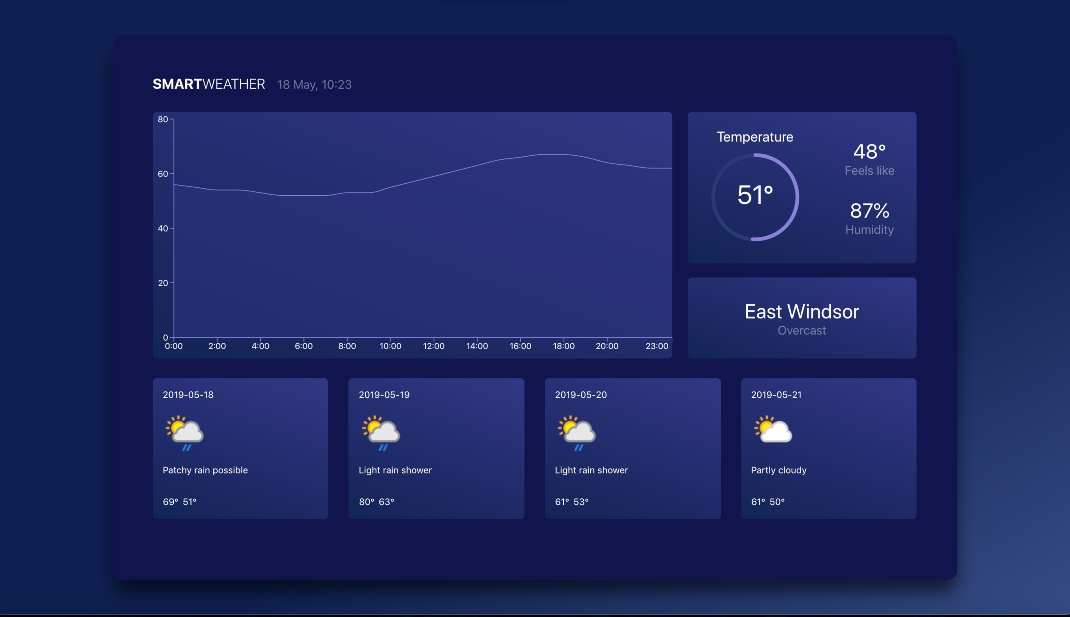 SMARTWEATHER 18 May, 10:23
80
60
40
20
0
0:00 2:00 4:00 6:00 8:00 10:00 12:00 14:00 16:00 18:00 20:00 23:00
Temperature
51°
48°
Feels like
87%
Humidity
East Windsor
Overcast
2019-05-18
Patchy rain possible
69° 51°
2019-05-19
Light rain shower
80° 63°
2019-05-20
Light rain shower
61° 53°
2019-05-21
Partly cloudy
61° 50°